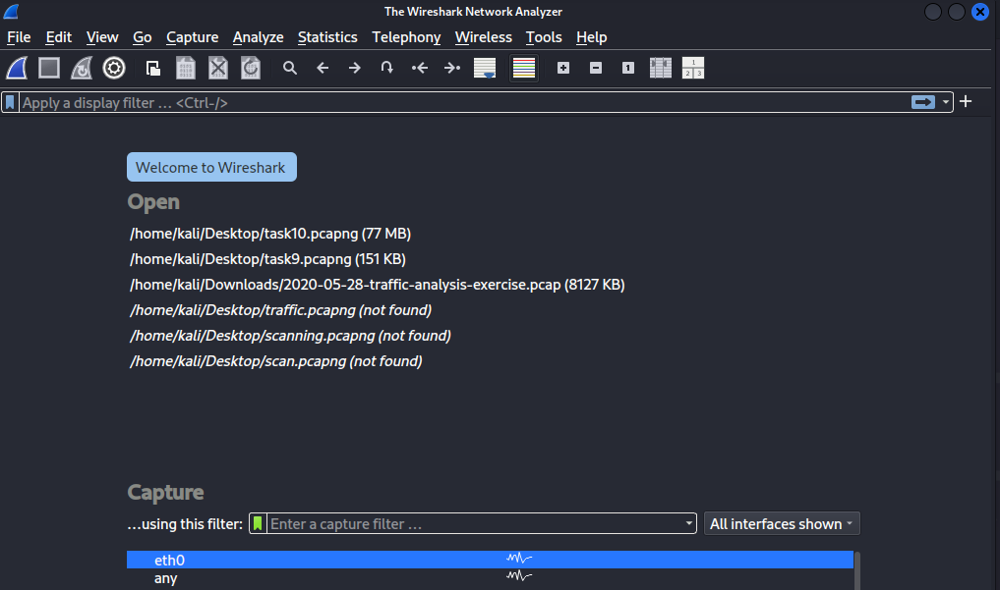 The Wireshark Network Analyzer
File Edit View Go Capture Analyze Statistics Telephony Wireless Tools Help
Apply a display filter … <Ctrl-/>
Welcome to Wireshark
Open
/home/kali/Desktop/task10.pcapng (77 MB)
/home/kali/Desktop/task9.pcapng (151 KB)
/home/kali/Downloads/2020-05-28-traffic-analysis-exercise.pcap (8127 KB)
/home/kali/Desktop/traffic.pcapng (not found)
/home/kali/Desktop/scanning.pcapng (not found)
/home/kali/Desktop/scan.pcapng (not found)
Capture
…using this filter: Enter a capture filter … All interfaces shown
eth0
any